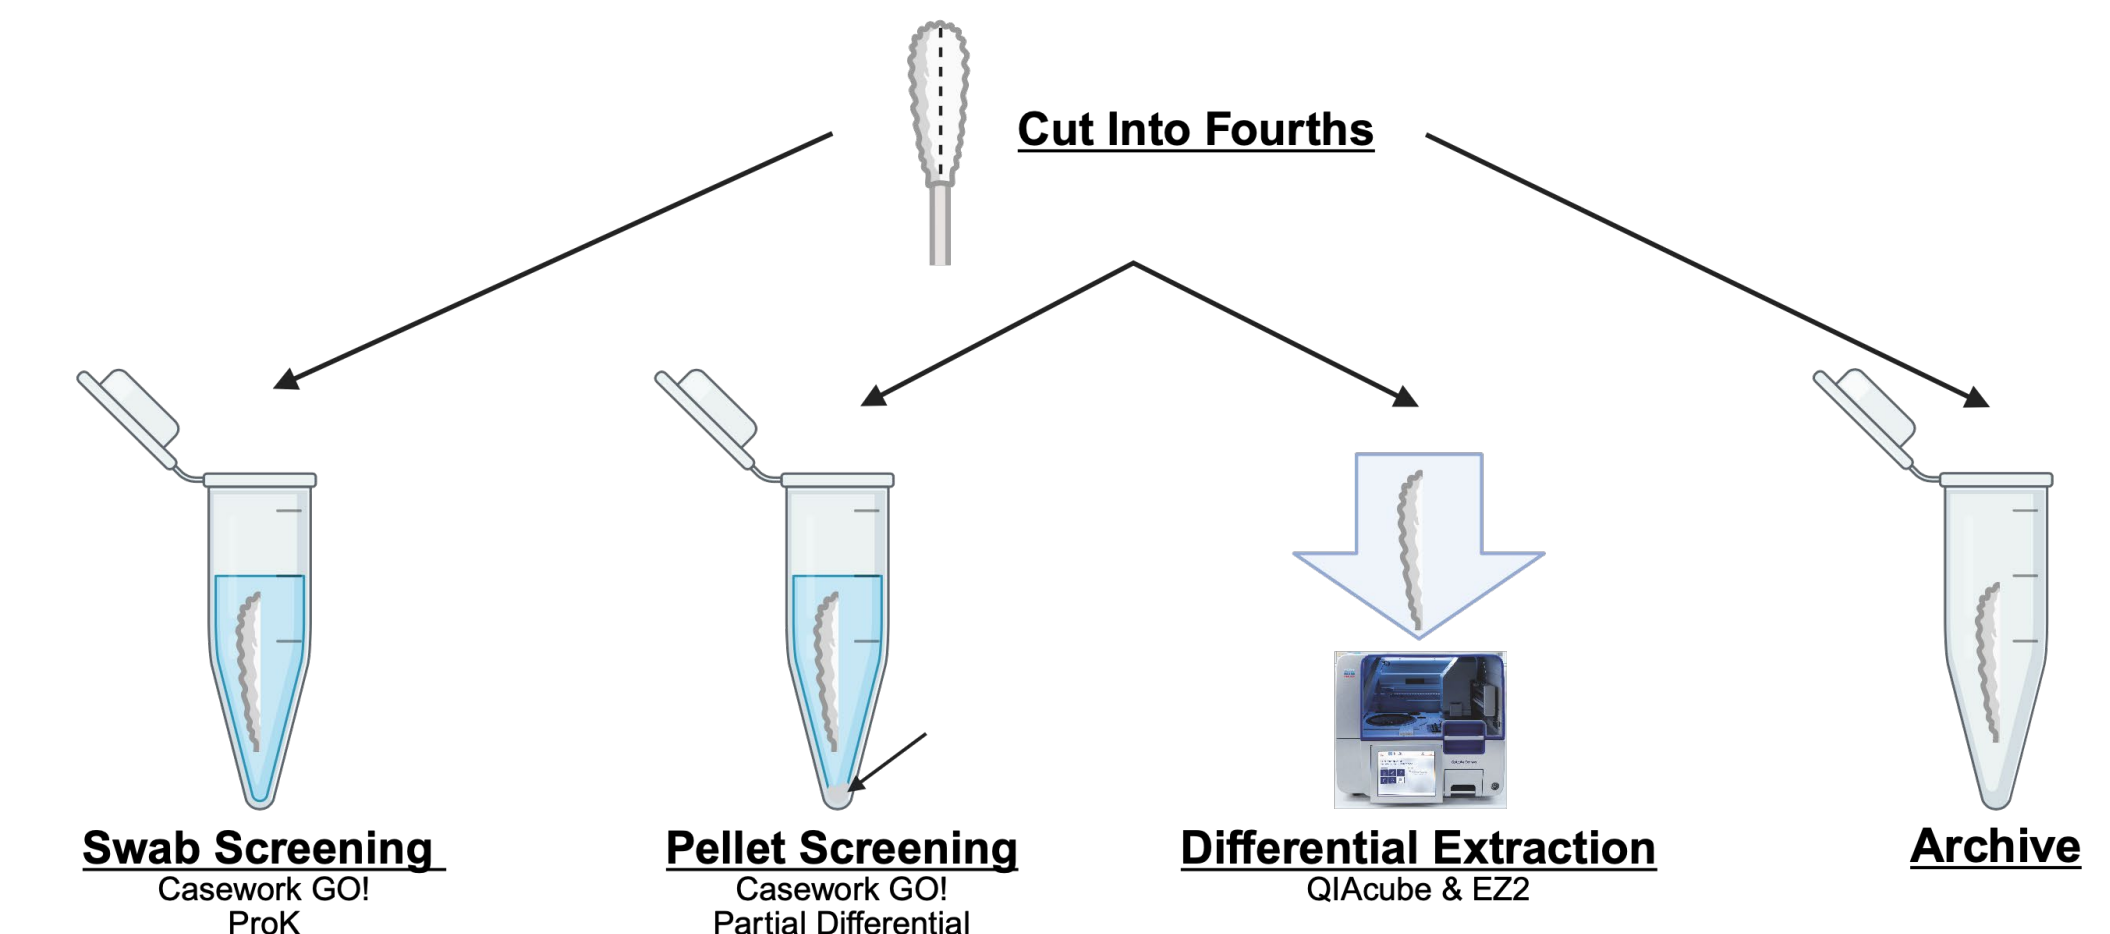 Cut Into Fourths
Swab Screening
Casework GO!
ProK
Pellet Screening
Casework GO!
Partial Differential
Differential Extraction
QIAcube & EZ2
Archive